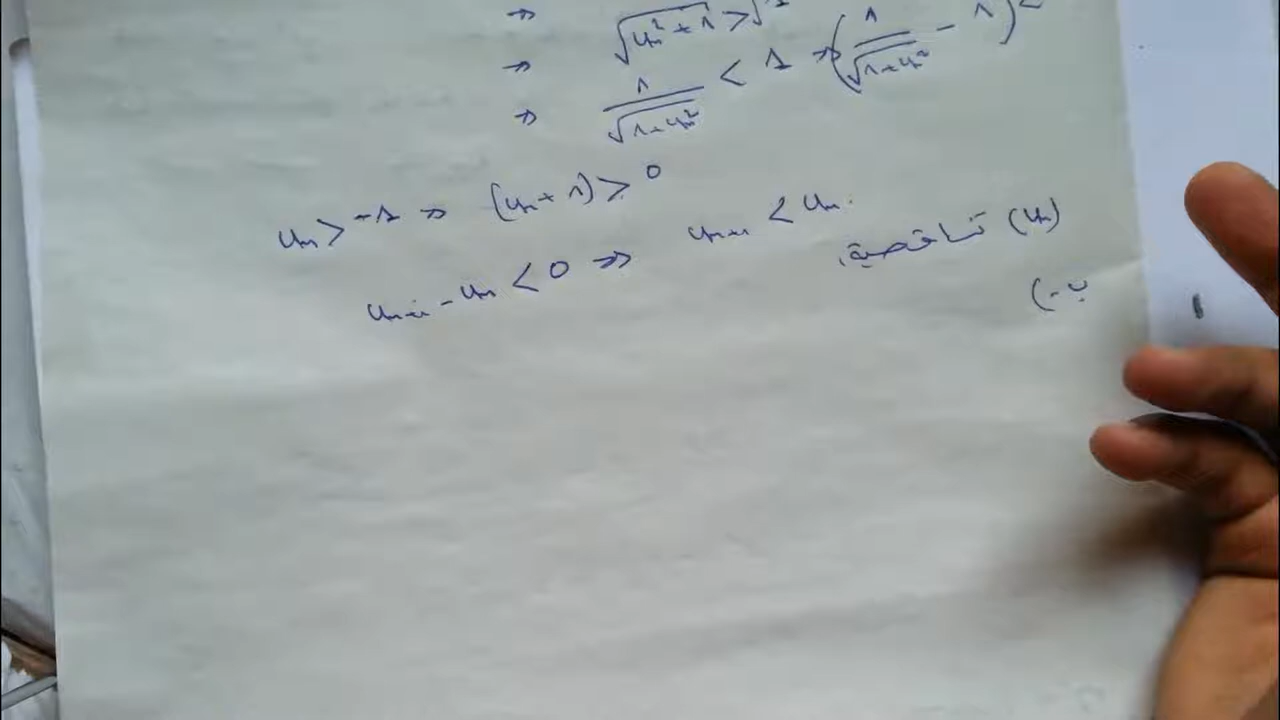 ⇒ √(uₙ² + 1) > √1
⇒ 1/√(1+uₙ²) < 1 ⇒ (1/√(1+uₙ²) - 1) <
⇒
uₙ > -1 ⇒ (uₙ + 1) > 0
uₙ₊₁ - uₙ < 0 ⇒ uₙ₊₁ < uₙ.
(uₙ) تناقصية.
ب-)